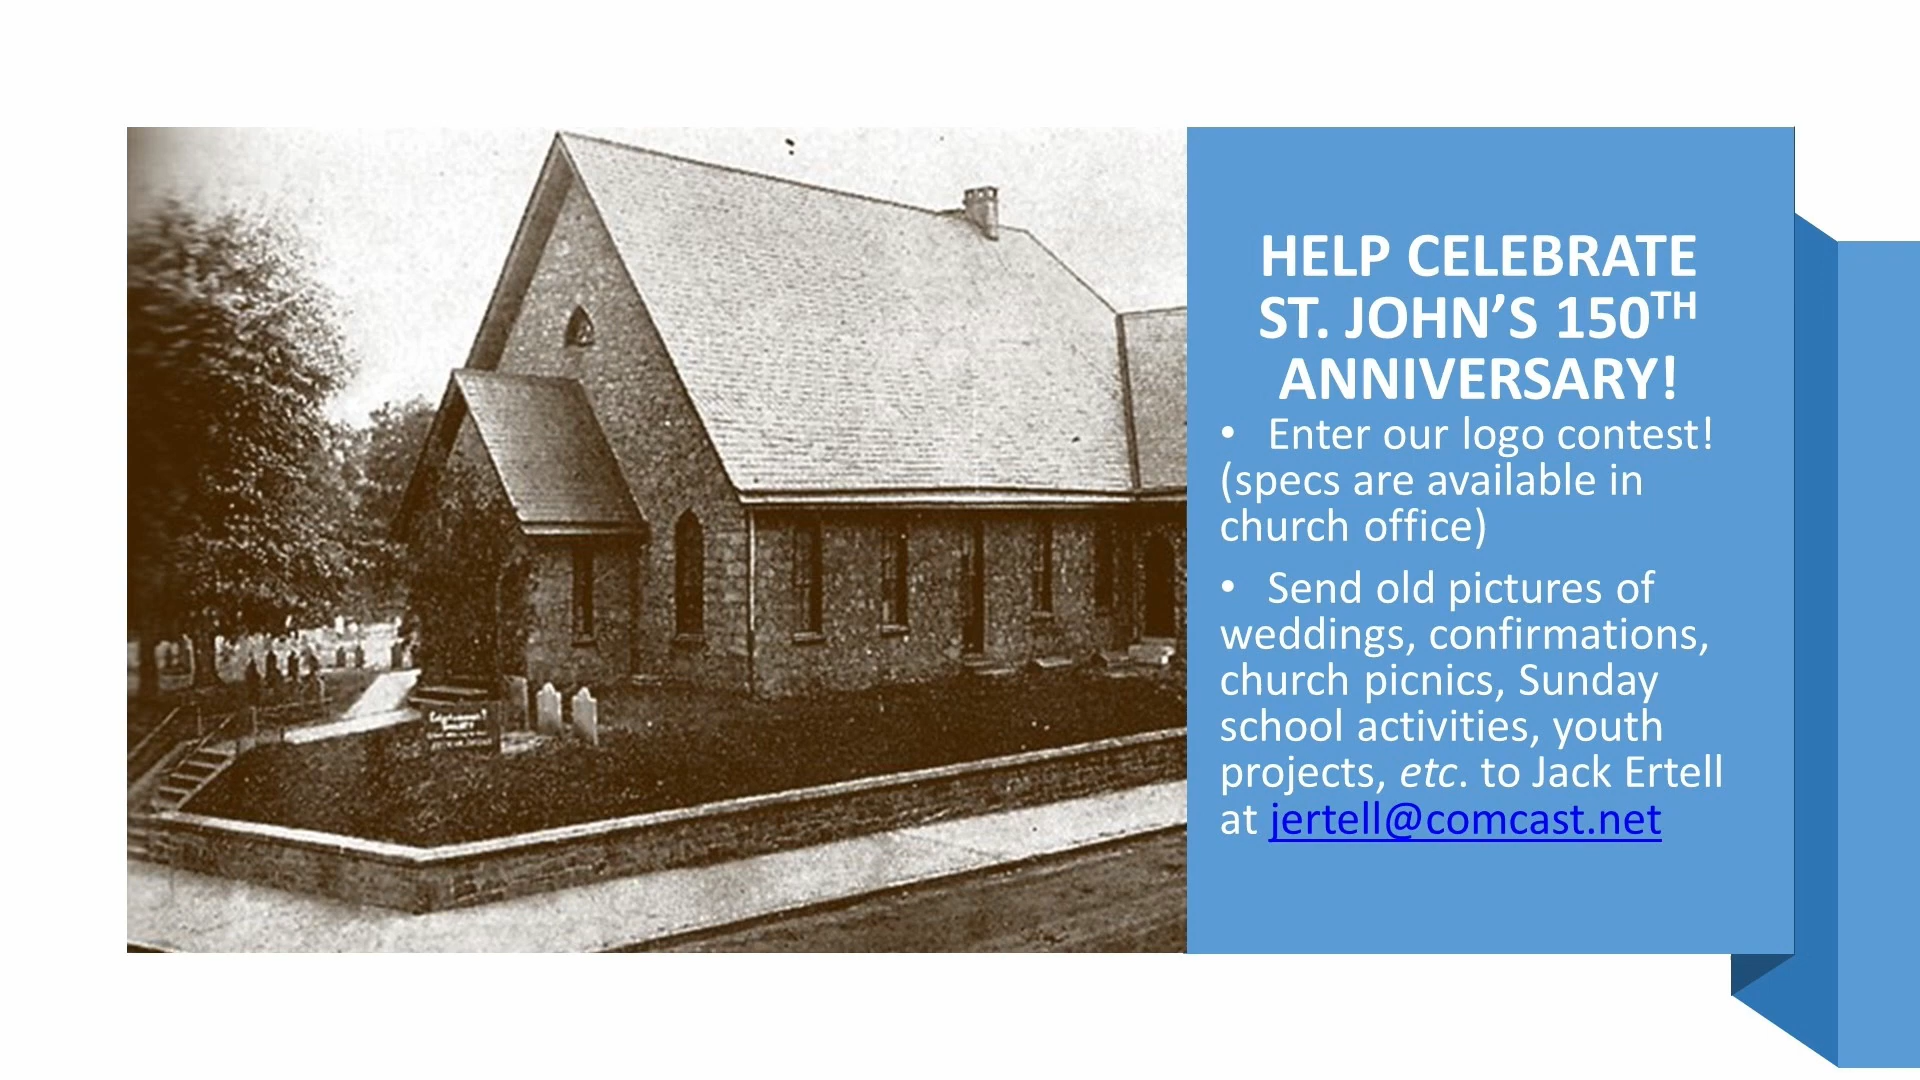 HELP CELEBRATE
ST. JOHN’S 150TH
ANNIVERSARY!
• Enter our logo contest!
(specs are available in
church office)
• Send old pictures of
weddings, confirmations,
church picnics, Sunday
school activities, youth
projects, etc. to Jack Ertell
at jertell@comcast.net